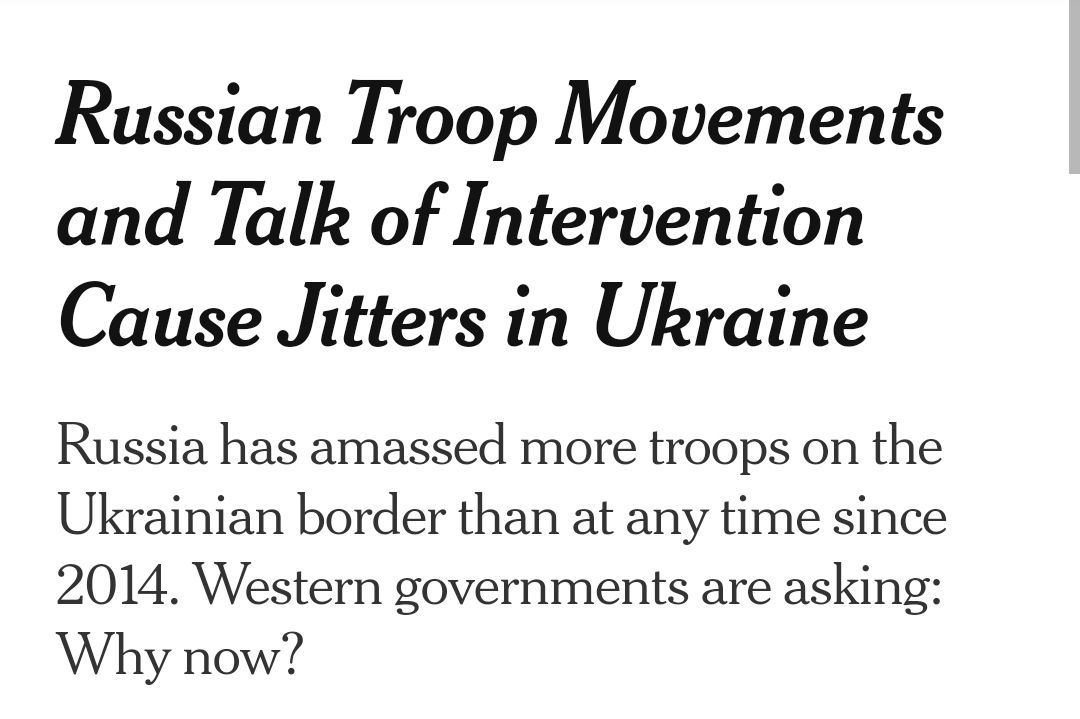 Russian Troop Movements
and Talk of Intervention
Cause Jitters in Ukraine
Russia has amassed more troops on the
Ukrainian border than at any time since
2014. Western governments are asking:
Why now?